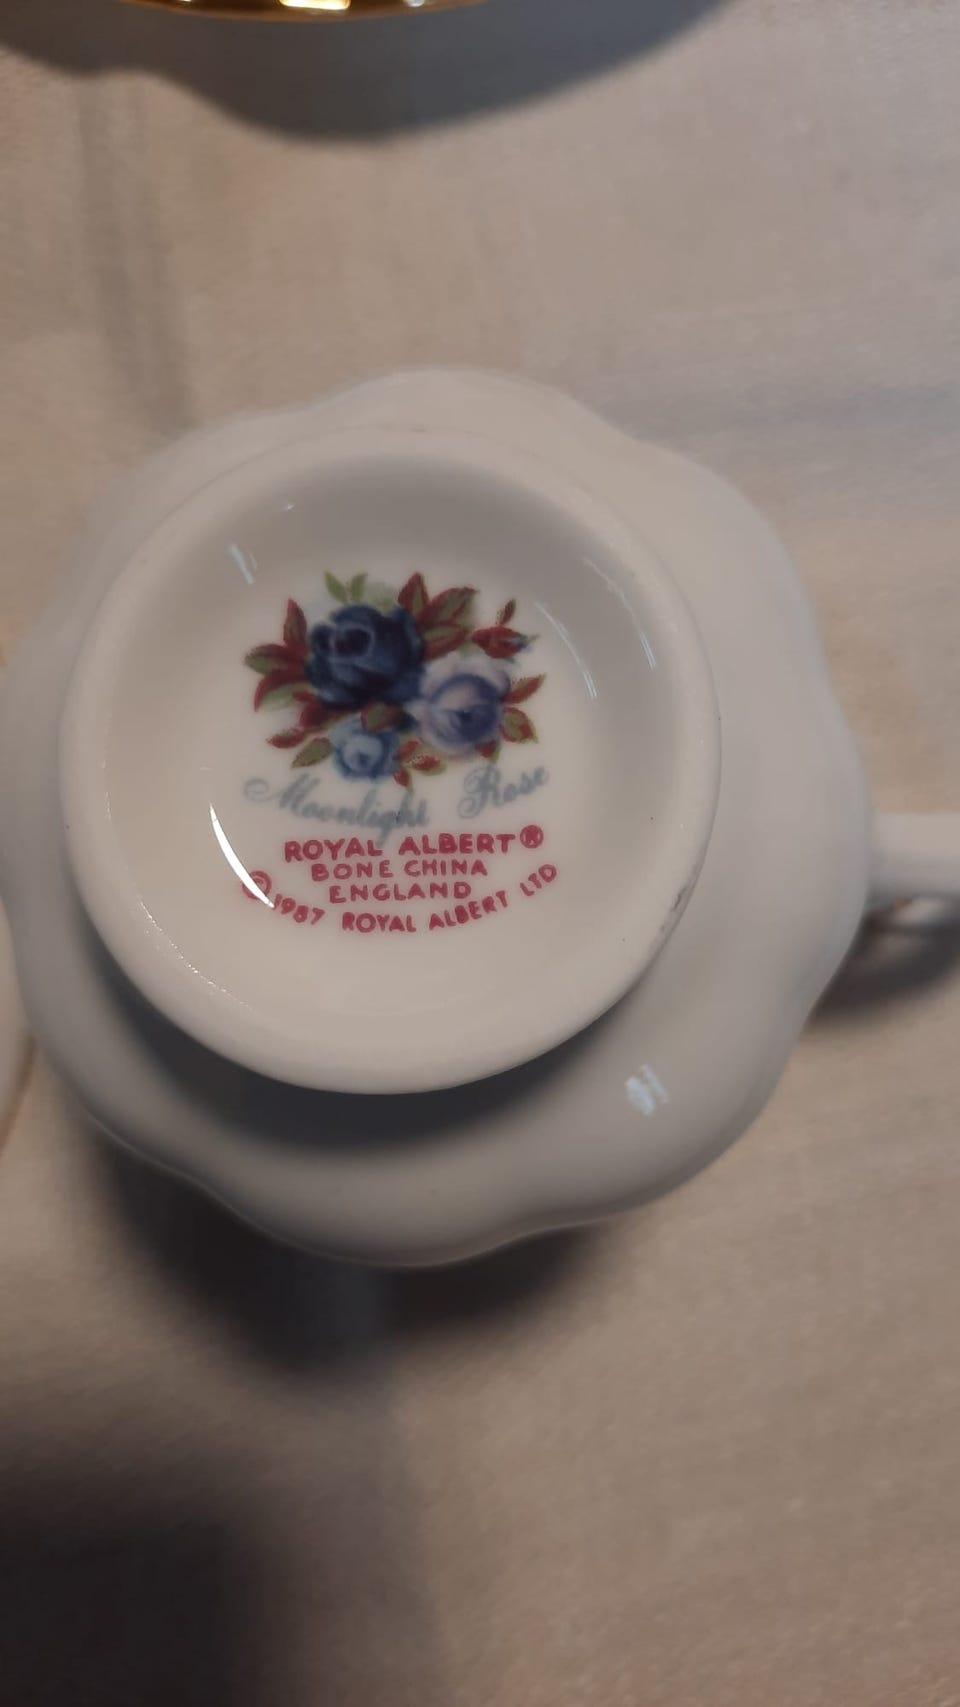 Moonlight Rose
ROYAL ALBERT®
BONE CHINA
ENGLAND
©1987 ROYAL ALBERT LTD